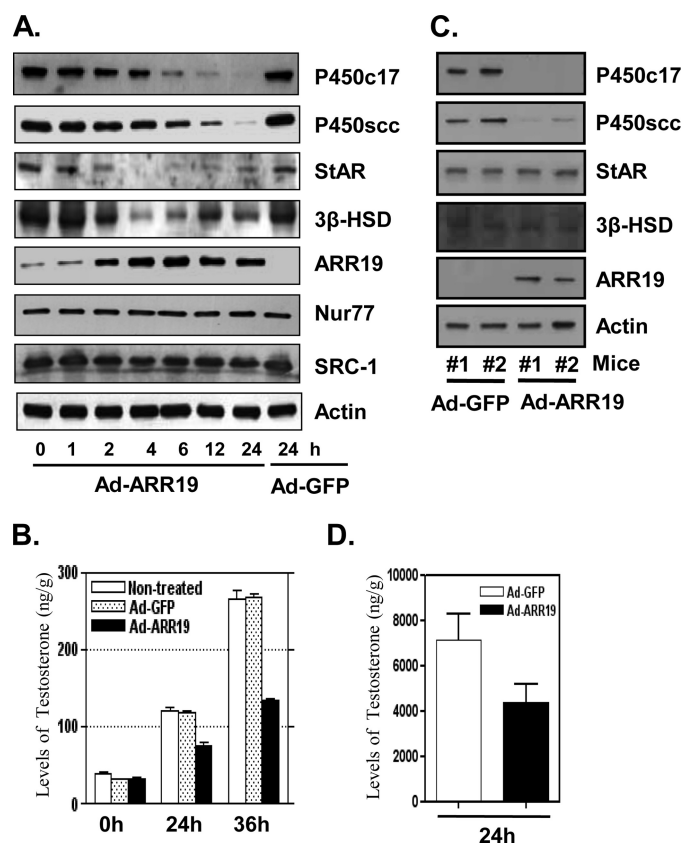 A.
P450c17
P450scc
StAR
3β-HSD
ARR19
Nur77
SRC-1
Actin
0 1 2 4 6 12 24 24 h
Ad-ARR19 Ad-GFP
C.
P450c17
P450scc
StAR
3β-HSD
ARR19
Actin
#1 #2 #1 #2 Mice
Ad-GFP Ad-ARR19
B.
Levels of Testosterone (ng/g)
300
200
100
0
Non-treated
Ad-GFP
Ad-ARR19
0h 24h 36h
D.
Levels of Testosterone (ng/g)
10000
8000
6000
4000
2000
0
Ad-GFP
Ad-ARR19
24h